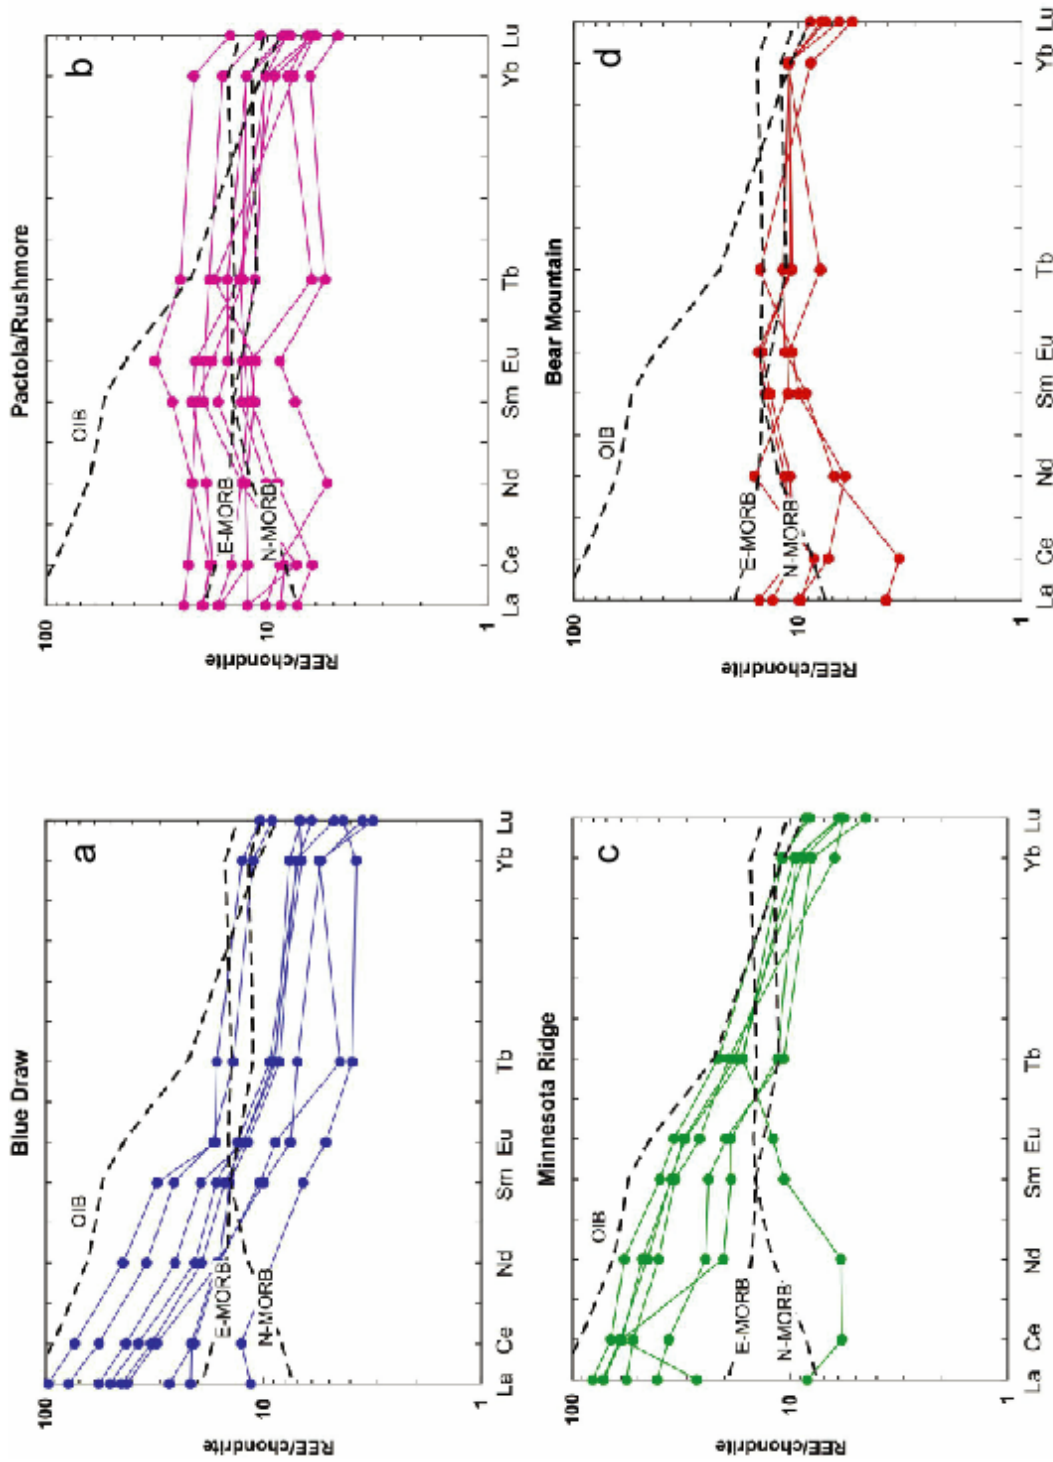 Blue Draw
a
100
10
1
REE/chondrite
OIB
E-MORB
N-MORB
La Ce Nd Sm Eu Tb Yb Lu
Pactola/Rushmore
b
100
10
1
REE/chondrite
OIB
E-MORB
N-MORB
La Ce Nd Sm Eu Tb Yb Lu
Minnesota Ridge
c
100
10
1
REE/chondrite
OIB
E-MORB
N-MORB
La Ce Nd Sm Eu Tb Yb Lu
Bear Mountain
d
100
10
1
REE/chondrite
OIB
E-MORB
N-MORB
La Ce Nd Sm Eu Tb Yb Lu